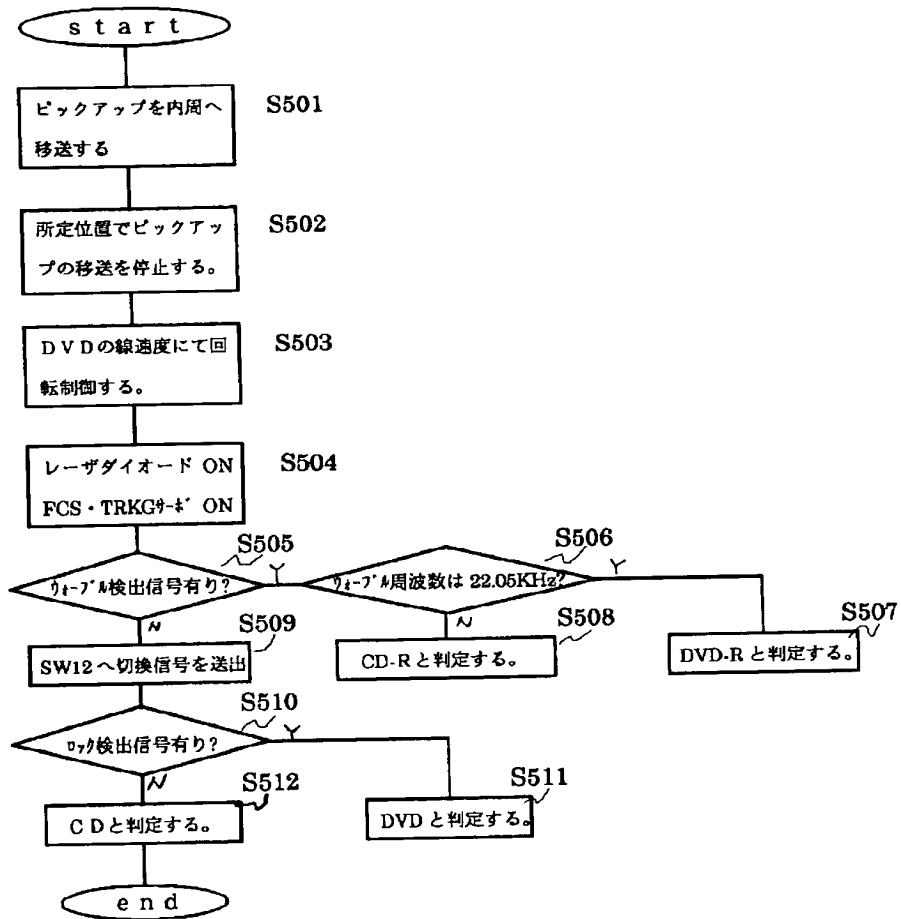 start
ピックアップを内周へ
移送する
S501
所定位置でピックアッ
プの移送を停止する。
S502
DVDの線速度にて回
転制御する。
S503
レーザダイオード ON
FCS・TRKGサーボ ON
S504
ウォーブル検出信号有り?
S505
Y
ウォーブル周波数は 22.05KHz?
S506
Y
N
N
SW12へ切換信号を送出
S509
CD-Rと判定する。
S508
DVD-Rと判定する。
S507
ロック検出信号有り?
S510
Y
N
CDと判定する。
S512
DVDと判定する。
S511
end